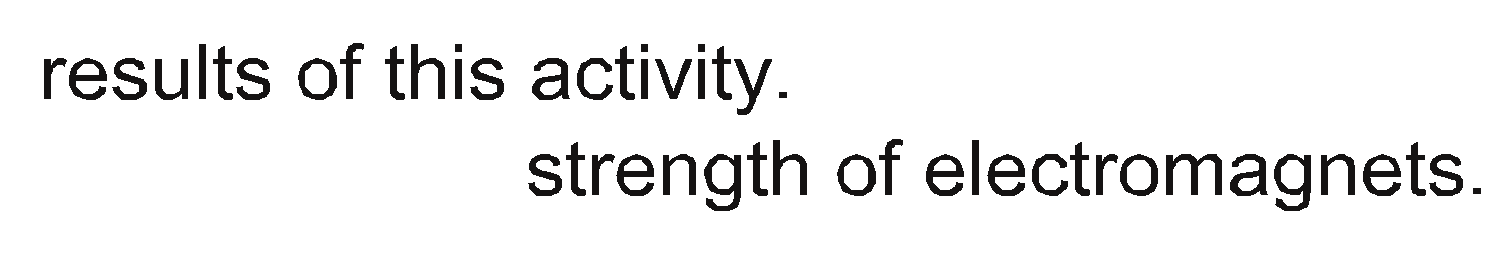 results of this activity.
strength of electromagnets.